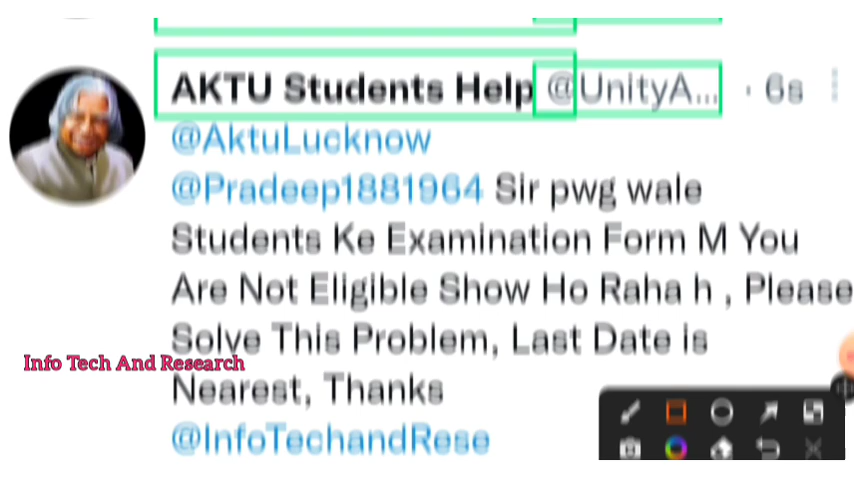 AKTU Students Help @UnityA... · 6s
@AktuLucknow
@Pradeep1881964 Sir pwg wale
Students Ke Examination Form M You
Are Not Eligible Show Ho Raha h , Please
Solve This Problem, Last Date is
Info Tech And Research
Nearest, Thanks
@InfoTechandRese